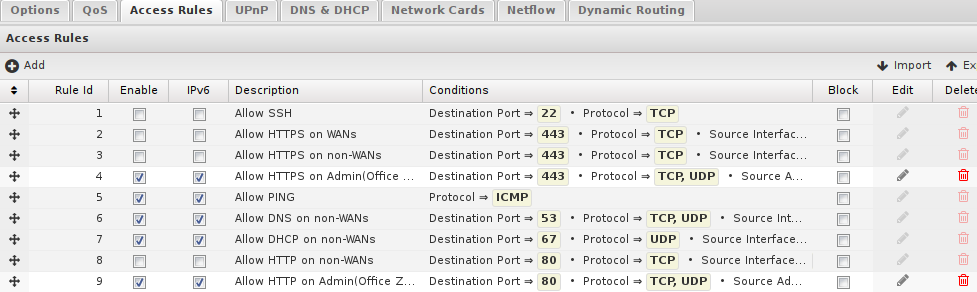 Options QoS Access Rules UPnP DNS & DHCP Network Cards Netflow Dynamic Routing
Access Rules
Add Import Ex
Rule Id Enable IPv6 Description Conditions Block Edit Delete
1 Allow SSH Destination Port ⇒ 22 • Protocol ⇒ TCP
2 Allow HTTPS on WANs Destination Port ⇒ 443 • Protocol ⇒ TCP • Source Interfac...
3 Allow HTTPS on non-WANs Destination Port ⇒ 443 • Protocol ⇒ TCP • Source Interfac...
4 Allow HTTPS on Admin(Office ... Destination Port ⇒ 443 • Protocol ⇒ TCP, UDP • Source A...
5 Allow PING Protocol ⇒ ICMP
6 Allow DNS on non-WANs Destination Port ⇒ 53 • Protocol ⇒ TCP, UDP • Source Int...
7 Allow DHCP on non-WANs Destination Port ⇒ 67 • Protocol ⇒ UDP • Source Interface...
8 Allow HTTP on non-WANs Destination Port ⇒ 80 • Protocol ⇒ TCP • Source Interface...
9 Allow HTTP on Admin(Office Z... Destination Port ⇒ 80 • Protocol ⇒ TCP, UDP • Source Ad...